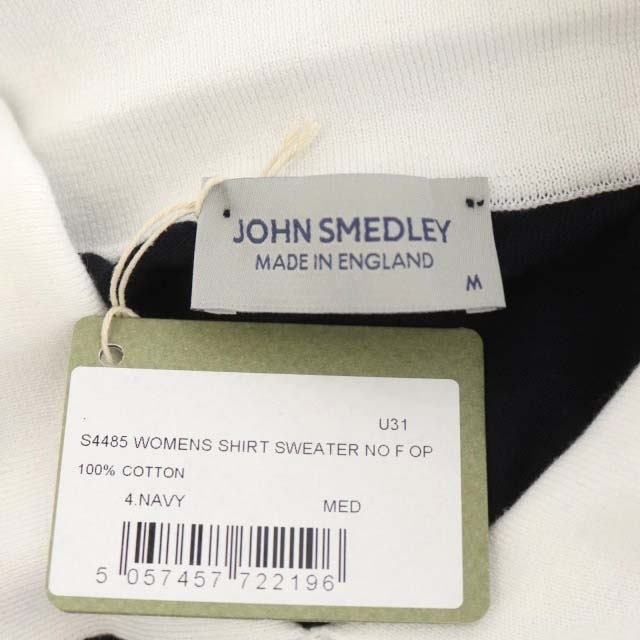 JOHN SMEDLEY
MADE IN ENGLAND
M
U31
S4485 WOMENS SHIRT SWEATER NO F OP
100% COTTON
4.NAVY MED
5 057457 722196